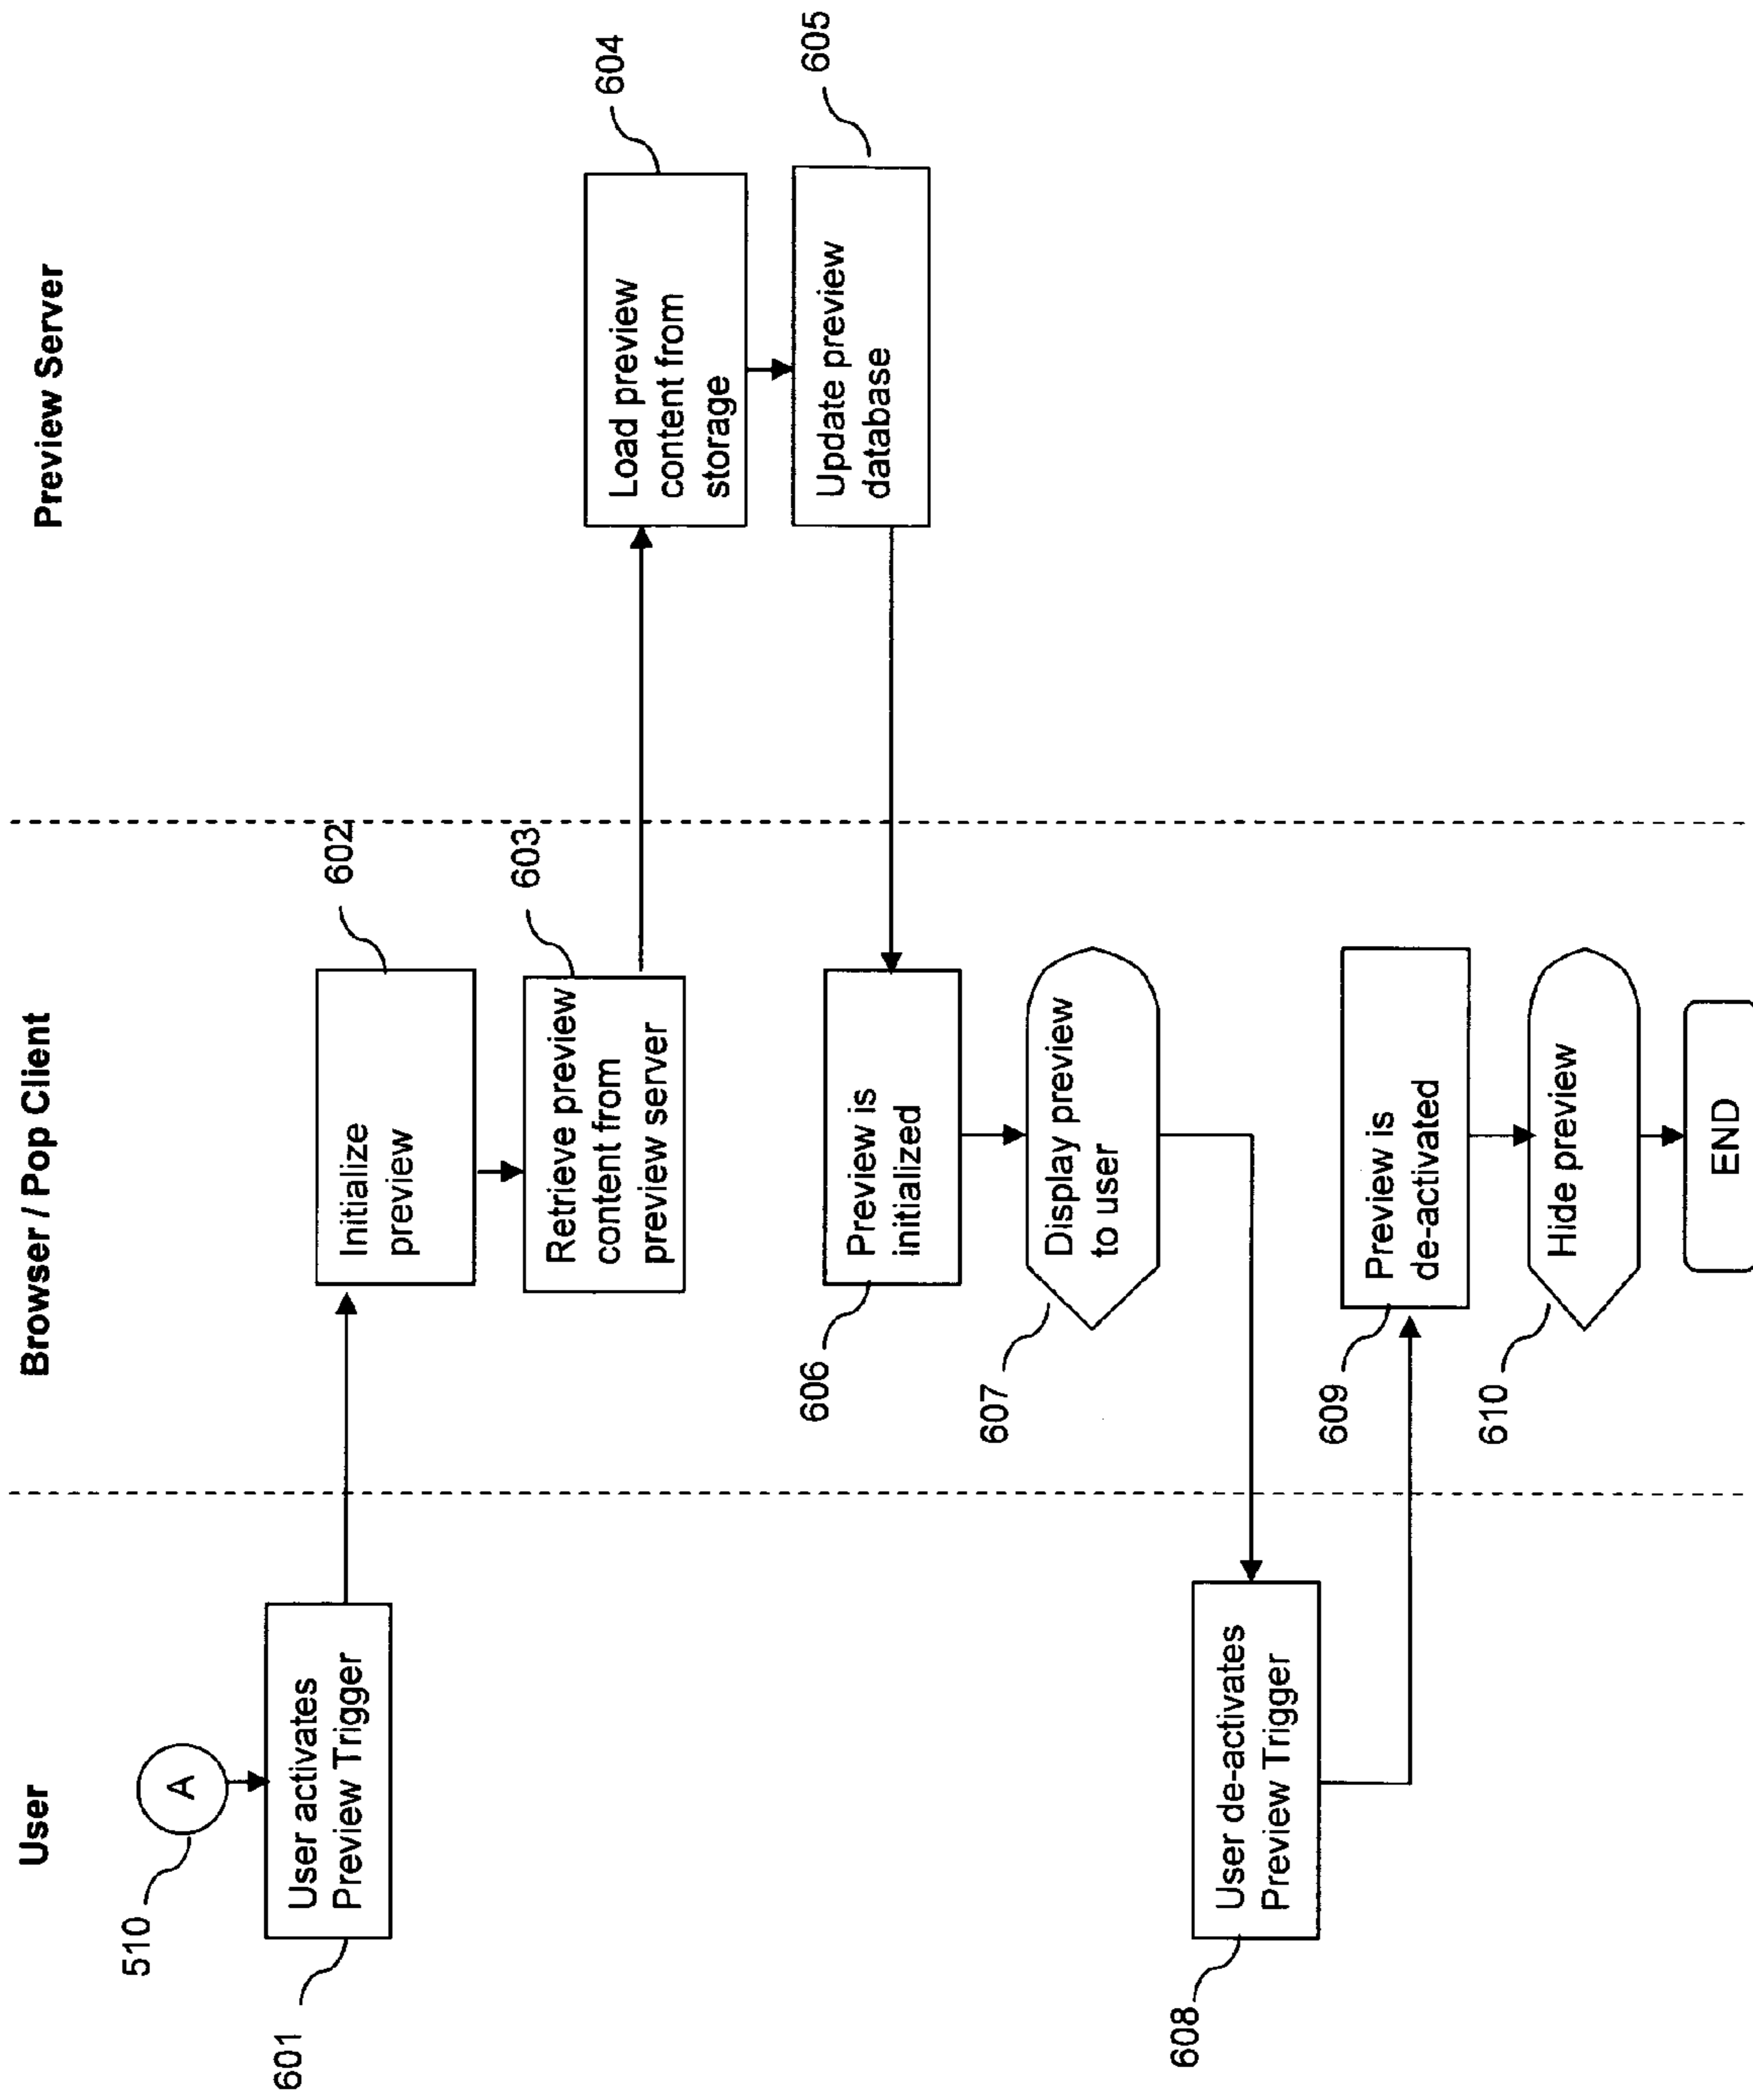 User
Browser / Pop Client
Preview Server
A
510
User activates
Preview Trigger
601
Initialize
preview
602
Retrieve preview
content from
preview server
603
Load preview
content from
storage
604
Update preview
database
605
Preview is
initialized
606
Display preview
to user
607
User de-activates
Preview Trigger
608
Preview is
de-activated
609
Hide preview
610
END